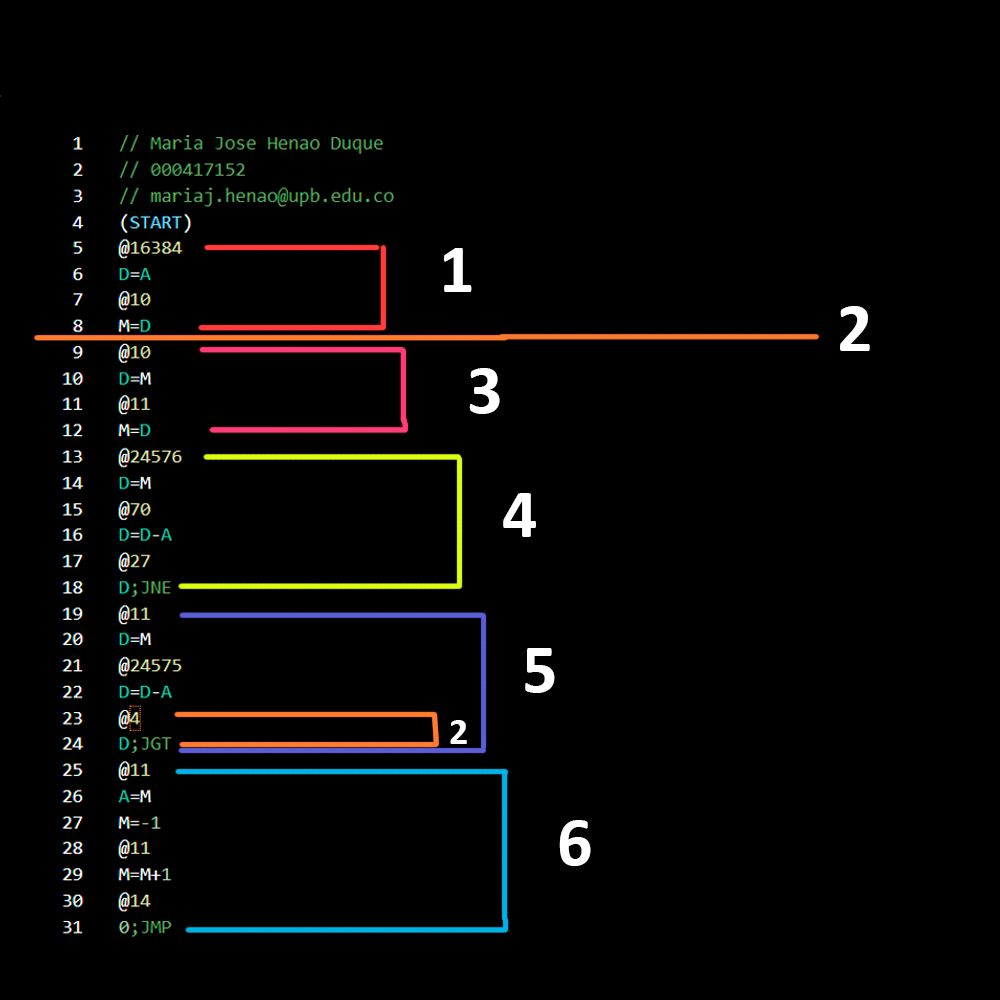 1 // Maria Jose Henao Duque
2 // 000417152
3 // mariaj.henao@upb.edu.co
4 (START)
5 @16384
6 D=A
7 @10
8 M=D
9 @10
10 D=M
11 @11
12 M=D
13 @24576
14 D=M
15 @70
16 D=D-A
17 @27
18 D;JNE
19 @11
20 D=M
21 @24575
22 D=D-A
23 @4
24 D;JGT
25 @11
26 A=M
27 M=-1
28 @11
29 M=M+1
30 @14
31 0;JMP
1
2
3
4
5
2
6